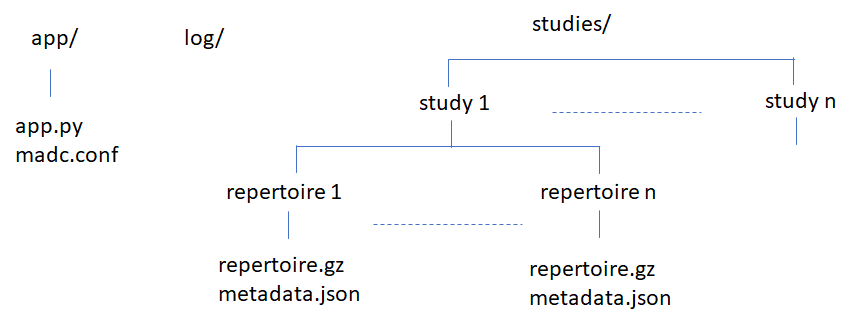 studies/
app/
log/
study 1
study n
app.py
madc.conf
repertoire 1
repertoire n
repertoire.gz
metadata.json
repertoire.gz
metadata.json